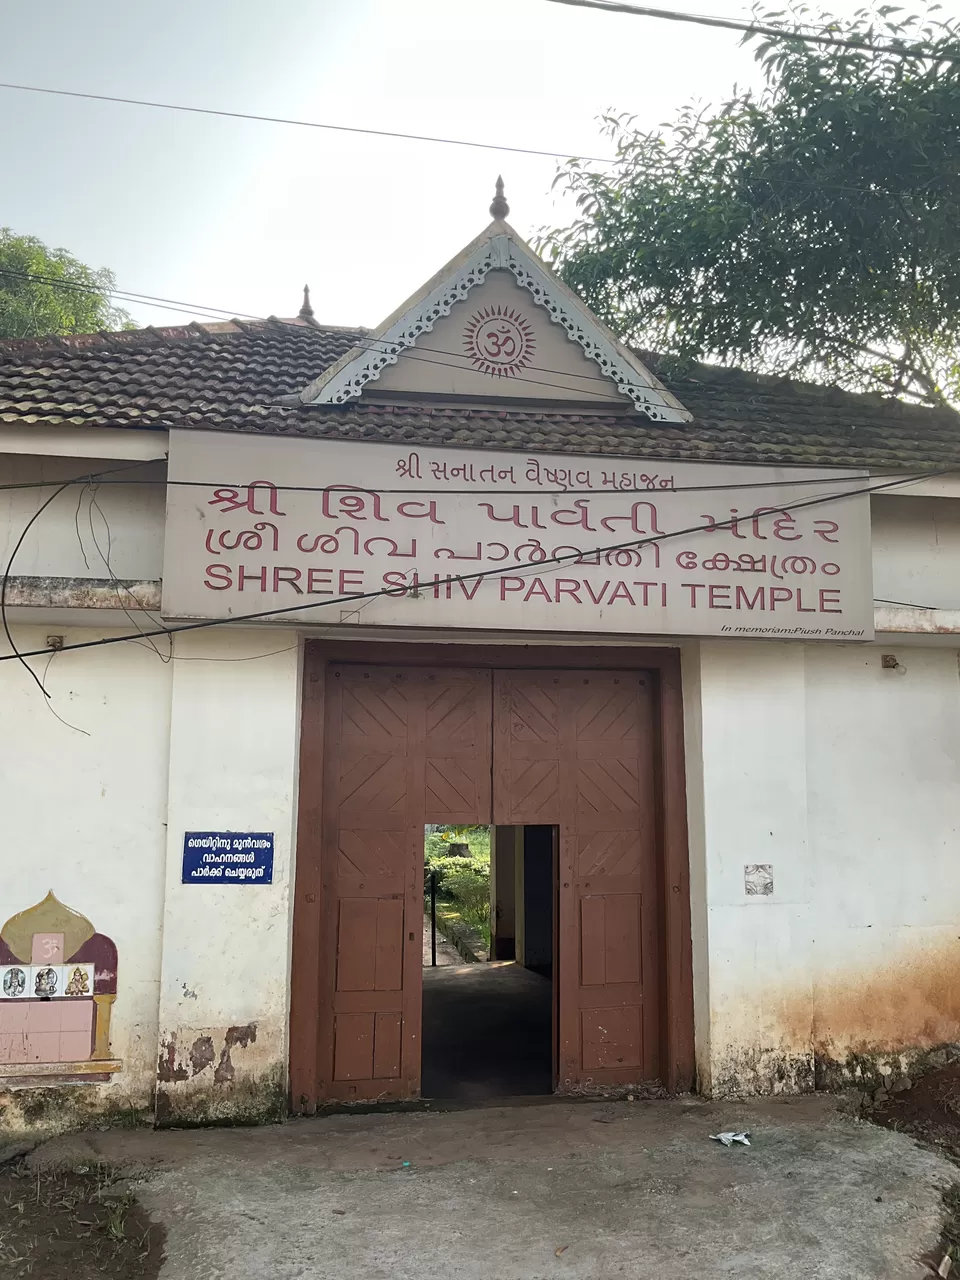 ॐ
શ્રી સનાતન વૈષ્ણવ મહાજન
શ્રી શિવ પાર્વતી મંદિર
ശ്രീ ശിവ പാർവതി ക്ഷേത്രം
SHREE SHIV PARVATI TEMPLE
In memoriam:Piush Panchal
ഗെയിറ്റിനു മുൻവശം
വാഹനങ്ങൾ
പാർക്ക് ചെയ്യരുത്
ॐ